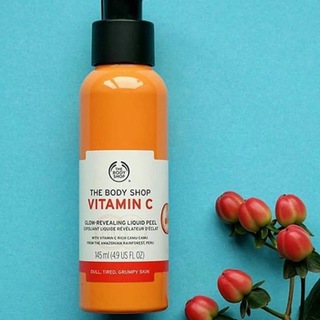 THE
BODY
SHOP
THE BODY SHOP
VITAMIN C
GLOW-REVEALING LIQUID PEEL
EXFOLIANT LIQUIDE RÉVÉLATEUR D'ÉCLAT
WITH VITAMIN C RICH CAMU CAMU
FROM THE AMAZONIAN RAINFOREST, PERU
145 ml (4.9 US FL OZ)
DULL, TIRED, GRUMPY SKIN